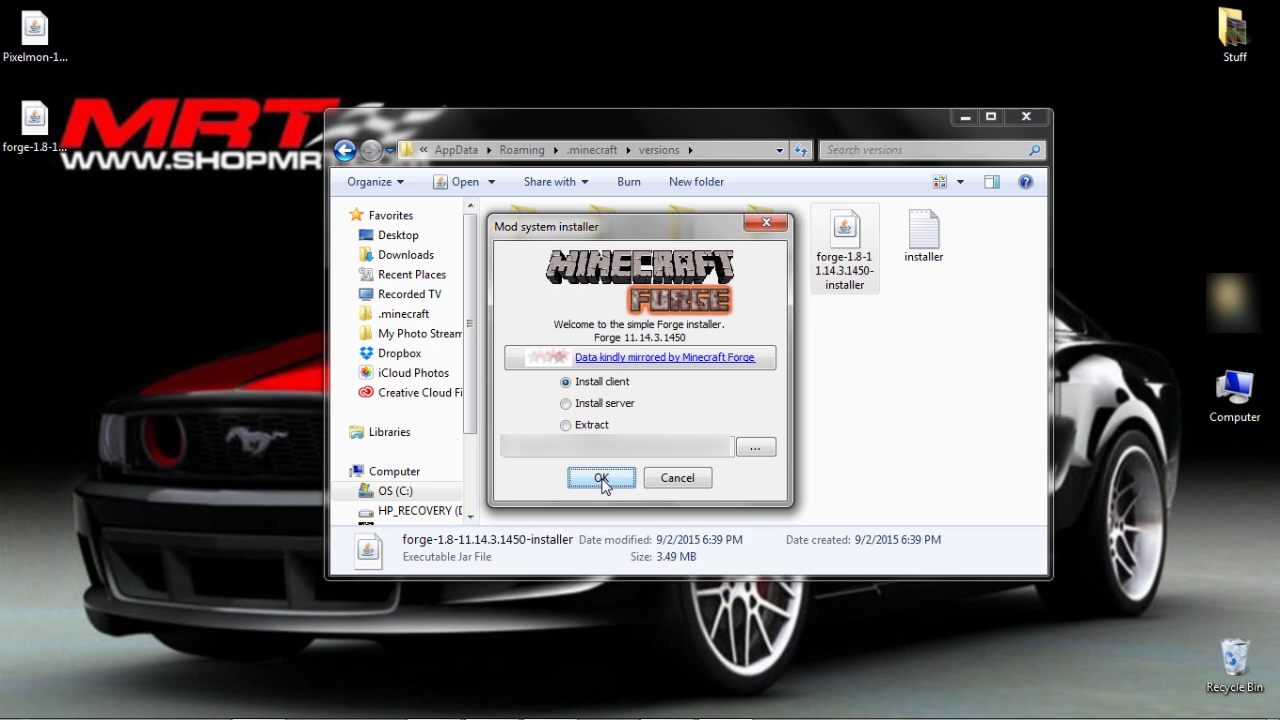 Pixelmon-1...
Stuff
forge-1.8-1...
MRT
WWW.SHOPMR
« AppData Roaming .minecraft versions
Search versions
Organize
Open
Share with
Burn
New folder
Favorites
Desktop
Downloads
Recent Places
Recorded TV
.minecraft
My Photo Stream
Dropbox
iCloud Photos
Creative Cloud Fi
Libraries
Computer
OS (C:)
HP_RECOVERY (D
Mod system installer
MINECRAFT
FORGE
Welcome to the simple Forge installer.
Forge 11.14.3.1450
Data kindly mirrored by Minecraft Forge
Install client
Install server
Extract
...
OK
Cancel
forge-1.8-1
1.14.3.1450-
installer
installer
forge-1.8-11.14.3.1450-installer Date modified: 9/2/2015 6:39 PM Date created: 9/2/2015 6:39 PM
Executable Jar File Size: 3.49 MB
Computer
Recycle Bin